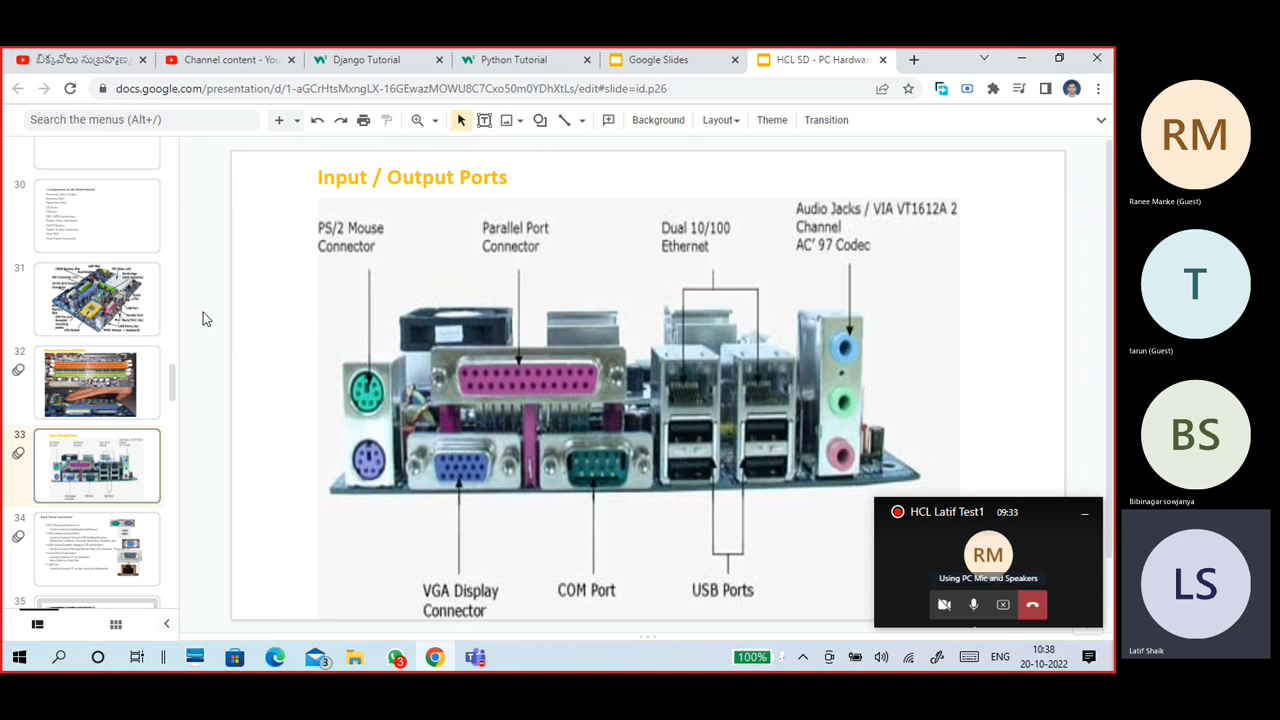 బిక్కవోలు సుబ్రహ్మణ్య
Channel content - You
Django Tutorial
Python Tutorial
Google Slides
HCL SD - PC Hardwar
docs.google.com/presentation/d/1-aGCrHtsMxngLX-16GEwazMOWU8C7Cxo50m0YDhXtLs/edit#slide=id.p26
Search the menus (Alt+/)
Background
Layout
Theme
Transition
30
31
32
33
34
35
Input / Output Ports
PS/2 Mouse
Connector
Parallel Port
Connector
Dual 10/100
Ethernet
Audio Jacks / VIA VT1612A 2
Channel
AC' 97 Codec
VGA Display
Connector
COM Port
USB Ports
HCL Latif Test1
09:33
RM
Using PC Mic and Speakers
RM
Ranee Manke (Guest)
T
tarun (Guest)
BS
Bibinagar sowjanya
LS
Latif Shaik
3
3
100%
ENG
10:38
20-10-2022